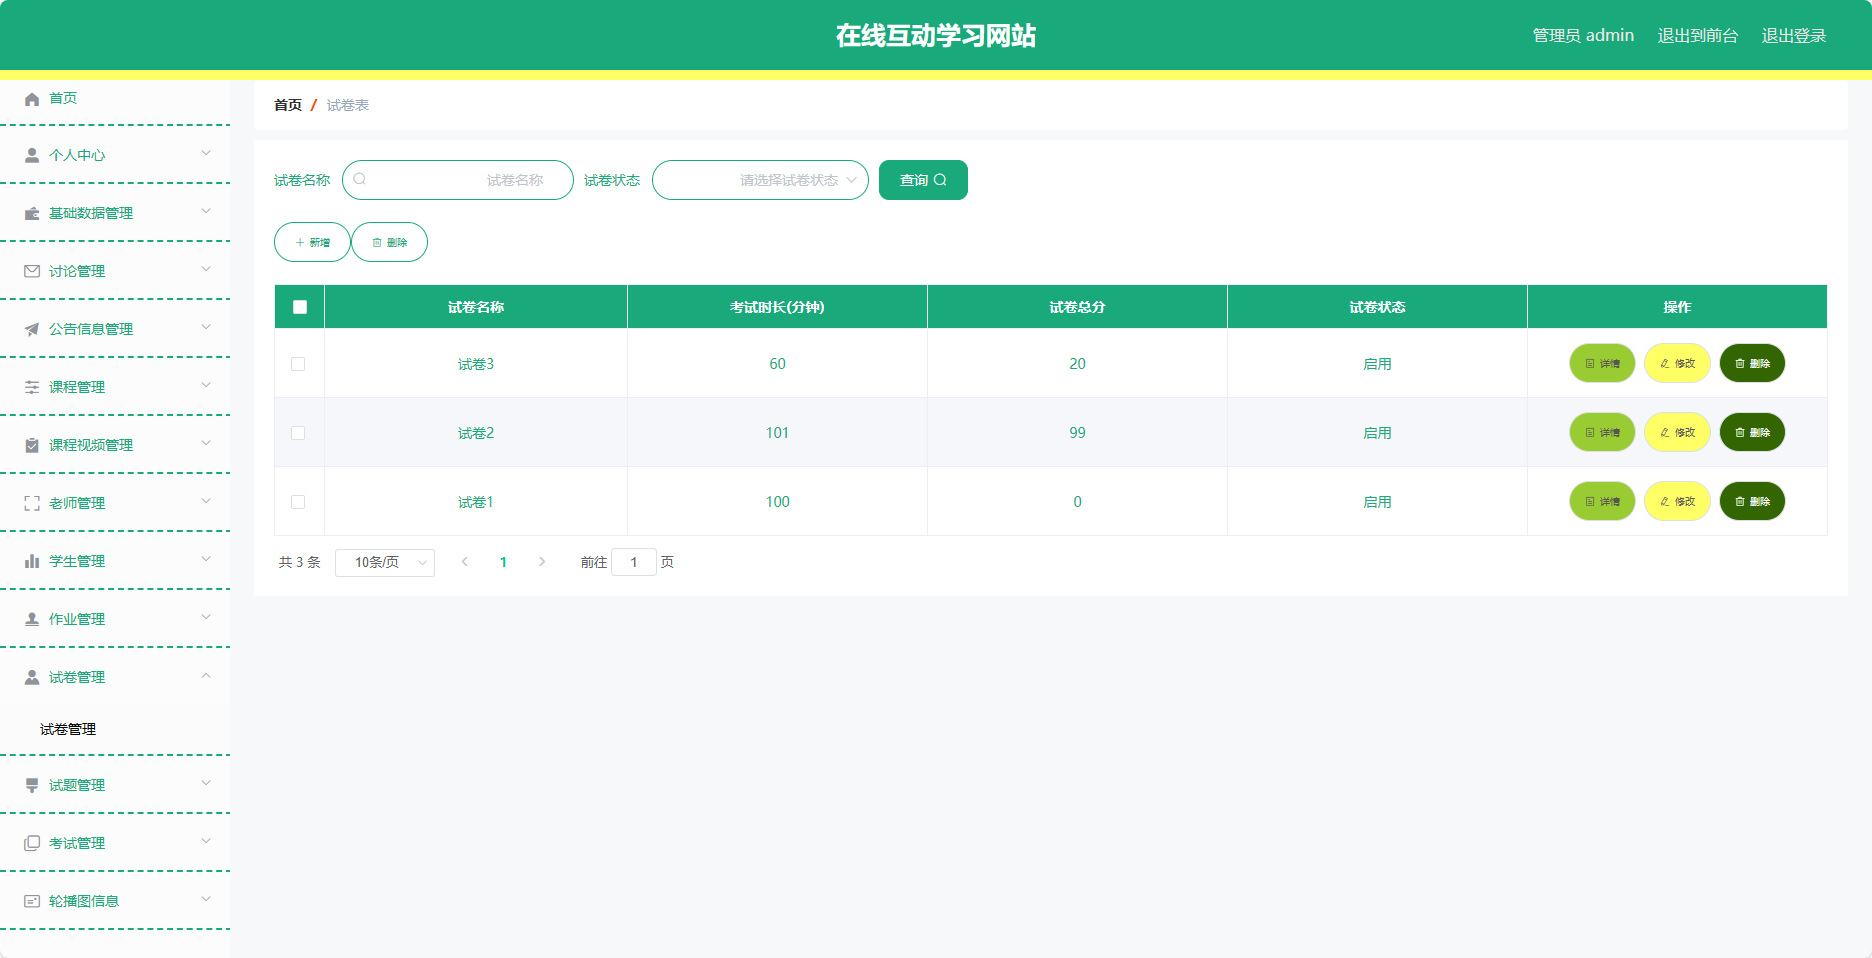 在线互动学习网站
管理员 admin 退出到前台 退出登录
首页
个人中心
基础数据管理
讨论管理
公告信息管理
课程管理
课程视频管理
老师管理
学生管理
作业管理
试卷管理
试卷管理
试题管理
考试管理
轮播图信息
首页 / 试卷表
试卷名称 试卷名称 试卷状态 请选择试卷状态 查询
新增 删除
试卷名称 考试时长(分钟) 试卷总分 试卷状态 操作
试卷3 60 20 启用 详情 修改 删除
试卷2 101 99 启用 详情 修改 删除
试卷1 100 0 启用 详情 修改 删除
共 3 条 10条/页 1 前往 1 页